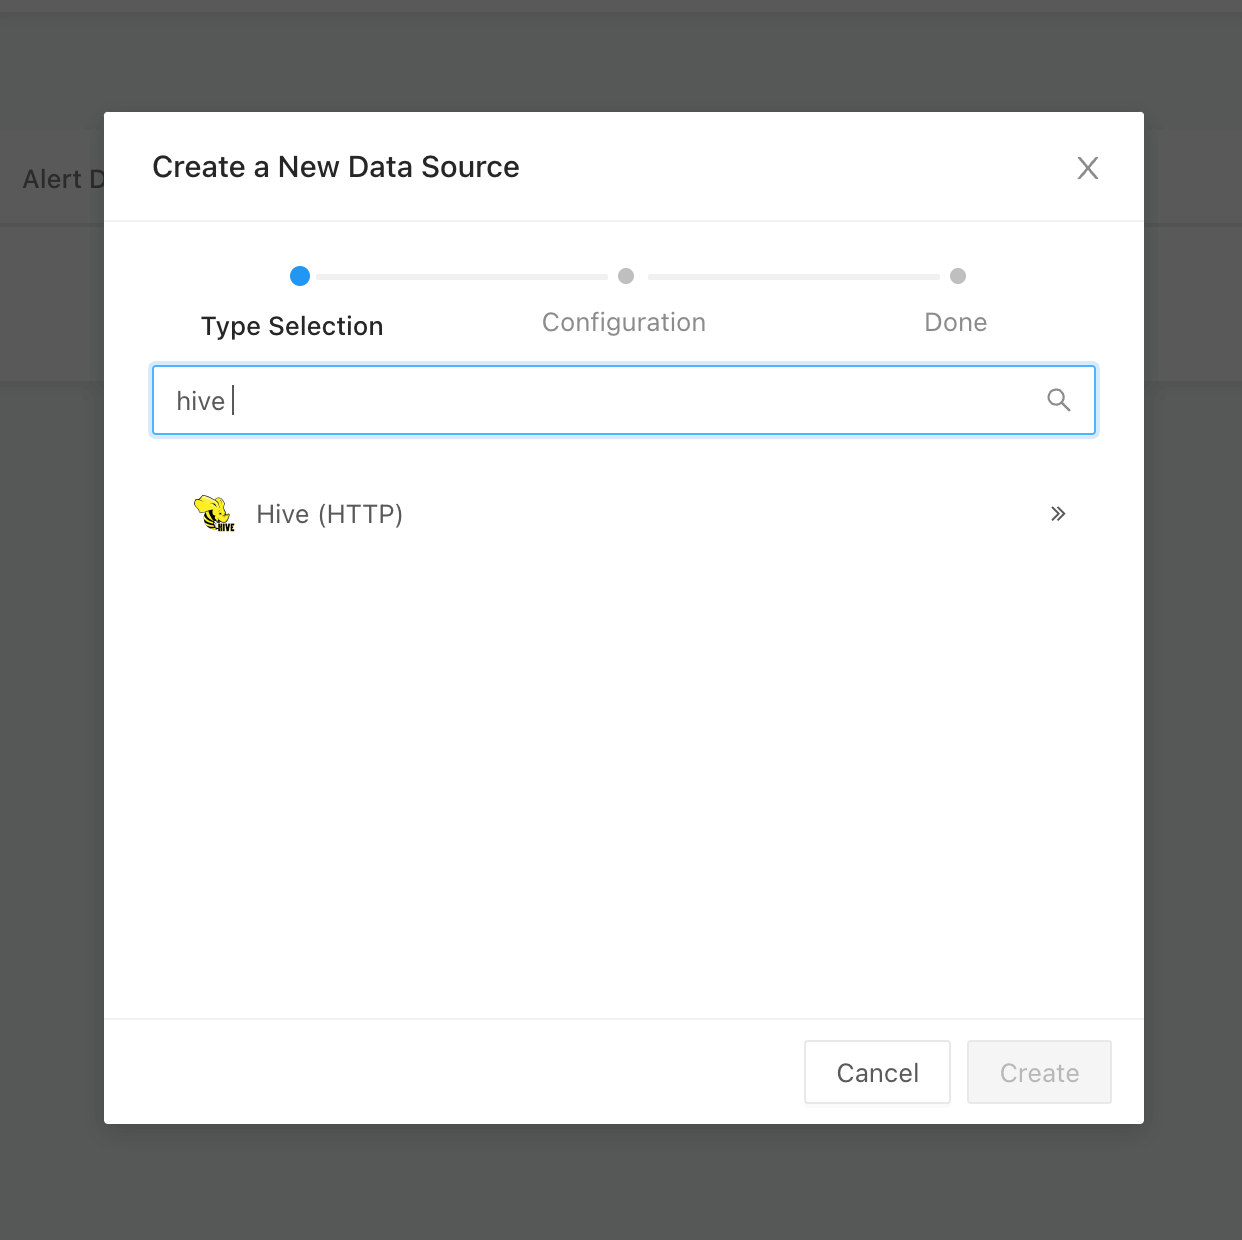 Create a New Data Source
X
Alert D
Type Selection
Configuration
Done
hive
HIVE
Hive (HTTP)
Cancel
Create